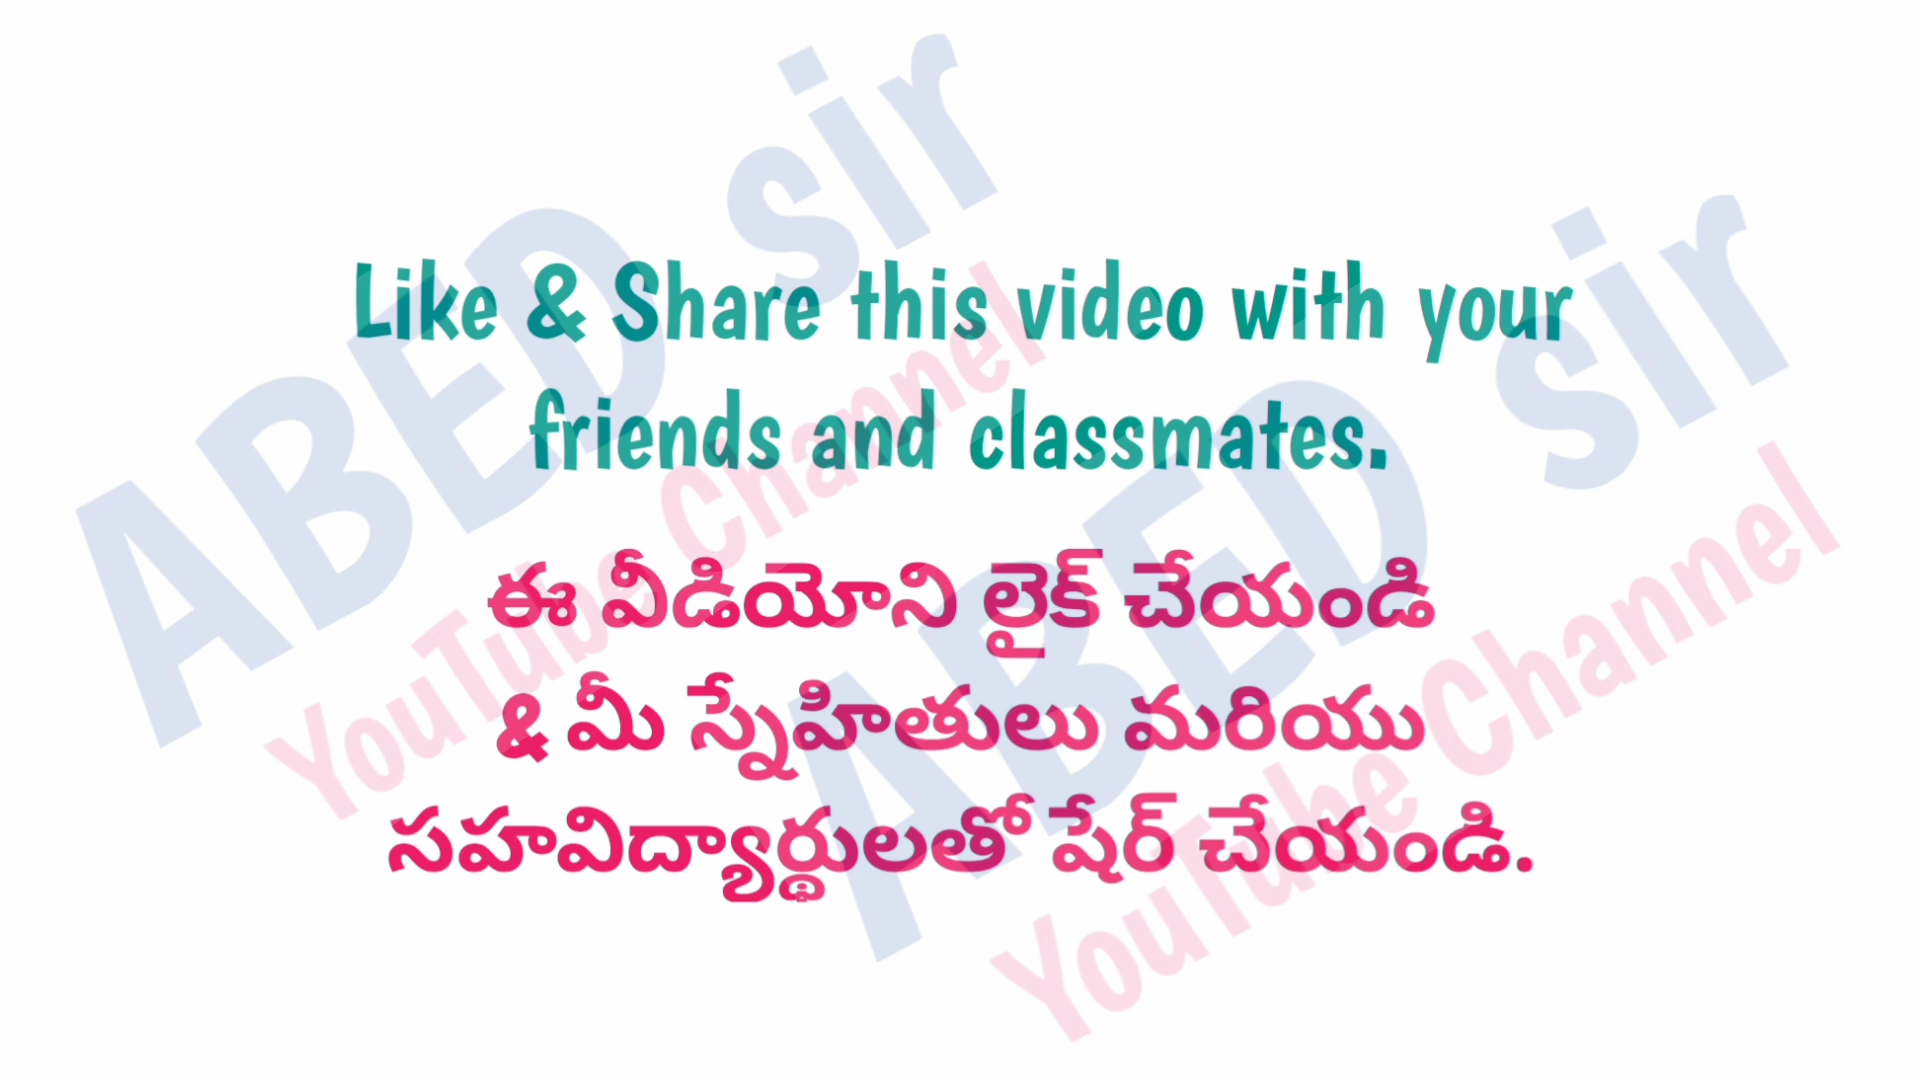 Like & Share this video with your
friends and classmates.
ఈ వీడియోని లైక్ చేయండి
& మీ స్నేహితులు మరియు
సహవిద్యార్థులతో షేర్ చేయండి.
ABED sir
YouTube Channel
ABED sir
YouTube Channel